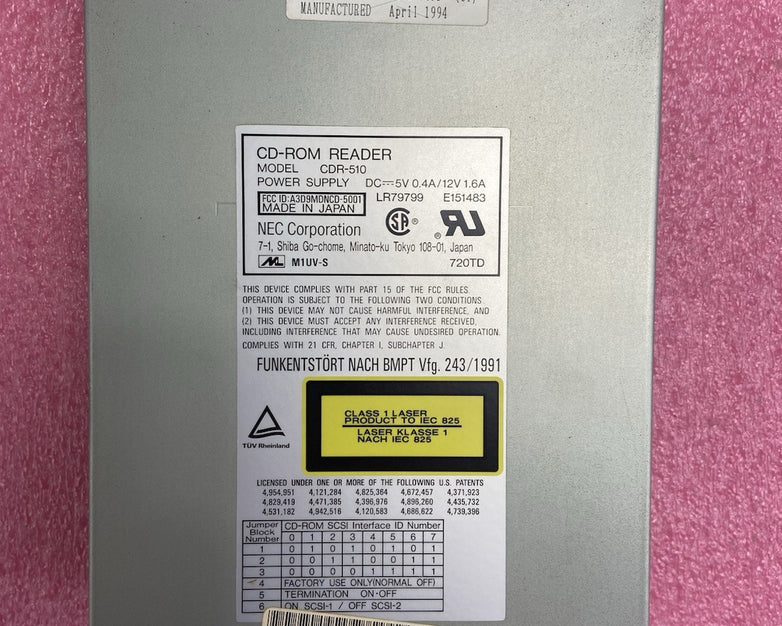 MANUFACTURED April 1994
CD-ROM READER
MODEL CDR-510
POWER SUPPLY DC⎓5V 0.4A/12V 1.6A
FCC ID:A3D9MDNCD-5001 LR79799 E151483
MADE IN JAPAN
NEC Corporation
7-1, Shiba Go-chome, Minato-ku Tokyo 108-01, Japan
M1UV-S 720TD
THIS DEVICE COMPLIES WITH PART 15 OF THE FCC RULES.
OPERATION IS SUBJECT TO THE FOLLOWING TWO CONDITIONS.
(1) THIS DEVICE MAY NOT CAUSE HARMFUL INTERFERENCE, AND
(2) THIS DEVICE MUST ACCEPT ANY INTERFERENCE RECEIVED,
INCLUDING INTERFERENCE THAT MAY CAUSE UNDESIRED OPERATION.
COMPLIES WITH 21 CFR, CHAPTER I, SUBCHAPTER J.
FUNKENTSTÖRT NACH BMPT Vfg. 243/1991
TÜV Rheinland
CLASS 1 LASER
PRODUCT TO IEC 825
LASER KLASSE 1
NACH IEC 825
LICENSED UNDER ONE OR MORE OF THE FOLLOWING U.S. PATENTS
4,954,951 4,121,284 4,825,364 4,672,457 4,371,923
4,829,419 4,471,385 4,396,976 4,896,260 4,435,732
4,531,182 4,942,516 4,120,583 4,686,622 4,739,396
Jumper Block Number CD-ROM SCSI Interface ID Number
0 1 2 3 4 5 6 7
1 0 1 0 1 0 1 0 1
2 0 0 1 1 0 0 1 1
3 0 0 0 0 1 1 1 1
4 FACTORY USE ONLY(NORMAL OFF)
5 TERMINATION ON·OFF
6 ON SCSI-1 / OFF SCSI-2